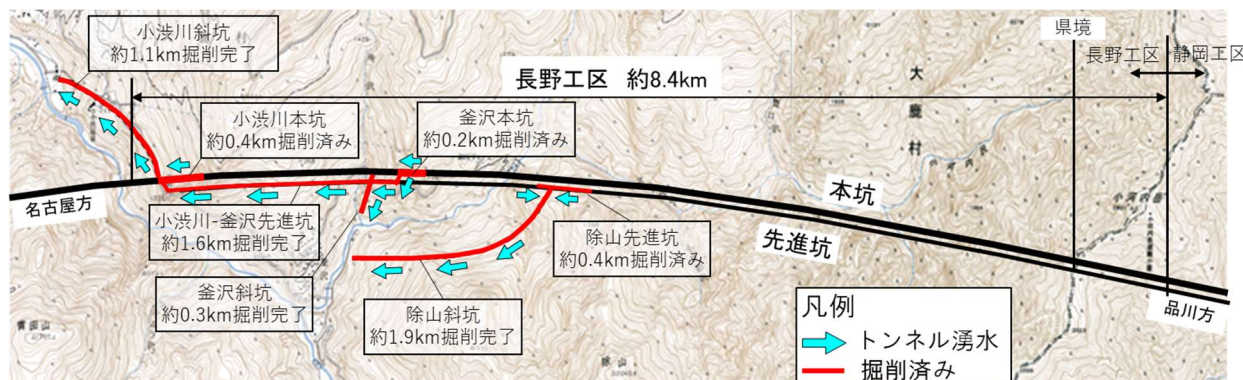 小渋川斜坑
約1.1km掘削完了
県境
長野工区 静岡工区
長野工区 約8.4km
大鹿村
小渋川本坑
約0.4km掘削済み
釜沢本坑
約0.2km掘削済み
名古屋方
本坑
先進坑
小渋川-釜沢先進坑
約1.6km掘削完了
除山先進坑
約0.4km掘削済み
釜沢斜坑
約0.3km掘削完了
除山斜坑
約1.9km掘削完了
小河内岳
品川方
除山
凡例
トンネル湧水
掘削済み